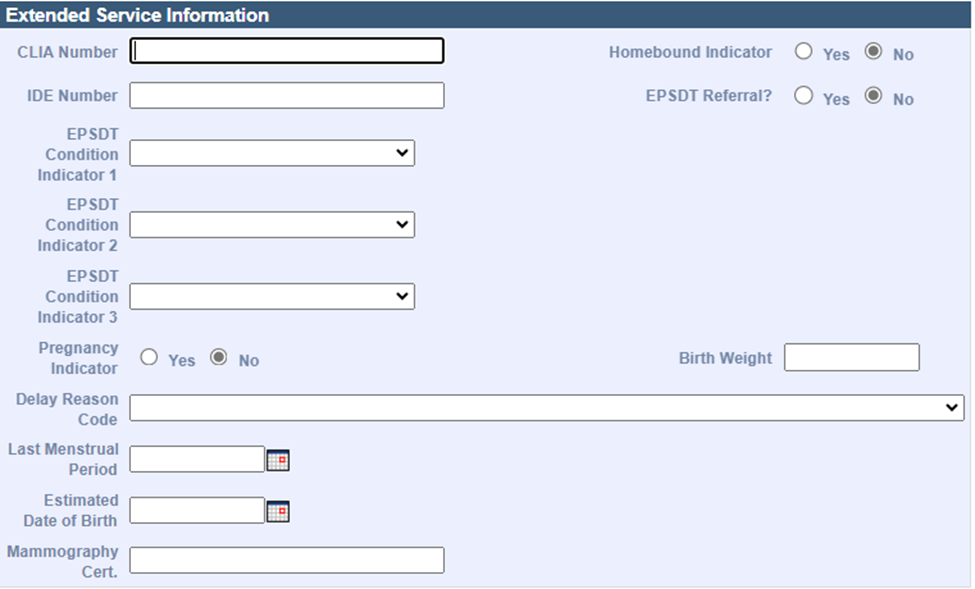 Extended Service Information
CLIA Number
Homebound Indicator Yes No
IDE Number
EPSDT Referral? Yes No
EPSDT
Condition
Indicator 1
EPSDT
Condition
Indicator 2
EPSDT
Condition
Indicator 3
Pregnancy
Indicator
Yes No
Birth Weight
Delay Reason
Code
Last Menstrual
Period
Estimated
Date of Birth
Mammography
Cert.